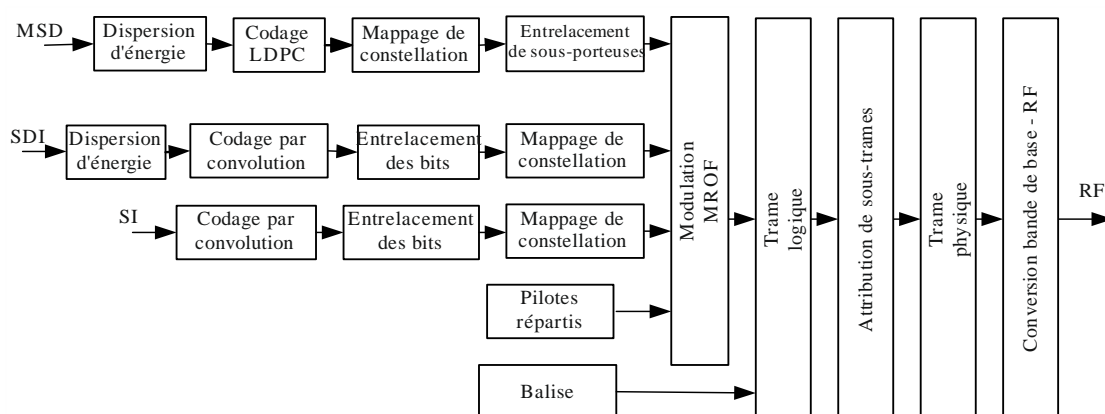 MSD
Dispersion
d'énergie
Codage
LDPC
Mappage de
constellation
Entrelacement
de sous-porteuses
SDI
Dispersion
d'énergie
Codage par
convolution
Entrelacement
des bits
Mappage de
constellation
SI
Codage par
convolution
Entrelacement
des bits
Mappage de
constellation
Pilotes
répartis
Balise
Modulation
MROF
Trame
logique
Attribution de sous-trames
Trame
physique
Conversion bande de base - RF
RF